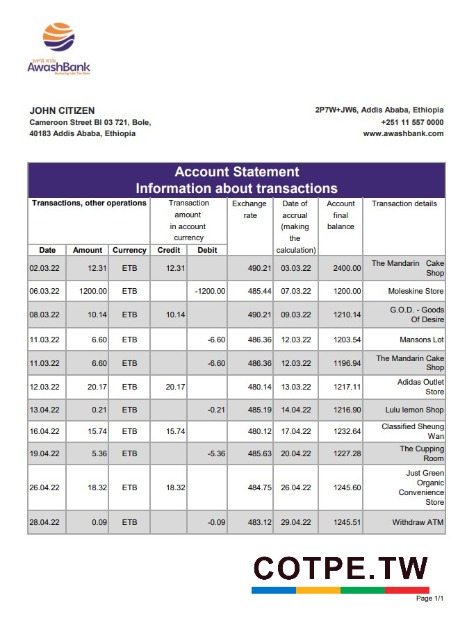 AwashBank
JOHN CITIZEN
Cameroon Street Bl 03 721, Bole,
40183 Addis Ababa, Ethiopia
2P7W+JW6, Addis Ababa, Ethiopia
+251 11 557 0000
www.awashbank.com
Account Statement
Information about transactions
Transactions, other operations Transaction amount in account currency Exchange rate Date of accrual (making the calculation) Account final balance Transaction details
Date Amount Currency Credit Debit
02.03.22 12.31 ETB 12.31 490.21 03.03.22 2400.00 The Mandarin Cake Shop
06.03.22 1200.00 ETB -1200.00 485.44 07.03.22 1200.00 Moleskine Store
08.03.22 10.14 ETB 10.14 490.21 09.03.22 1210.14 G.O.D. - Goods Of Desire
11.03.22 6.60 ETB -6.60 486.36 12.03.22 1203.54 Mansons Lot
11.03.22 6.60 ETB -6.60 486.36 12.03.22 1196.94 The Mandarin Cake Shop
12.03.22 20.17 ETB 20.17 480.14 13.03.22 1217.11 Adidas Outlet Store
13.04.22 0.21 ETB -0.21 485.19 14.04.22 1216.90 Lulu lemon Shop
16.04.22 15.74 ETB 15.74 480.12 17.04.22 1232.64 Classified Sheung Wan
19.04.22 5.36 ETB -5.36 485.63 20.04.22 1227.28 The Cupping Room
26.04.22 18.32 ETB 18.32 484.75 26.04.22 1245.60 Just Green Organic Convenience Store
28.04.22 0.09 ETB -0.09 483.12 29.04.22 1245.51 Withdraw ATM
COTPE.TW
Page 1/1